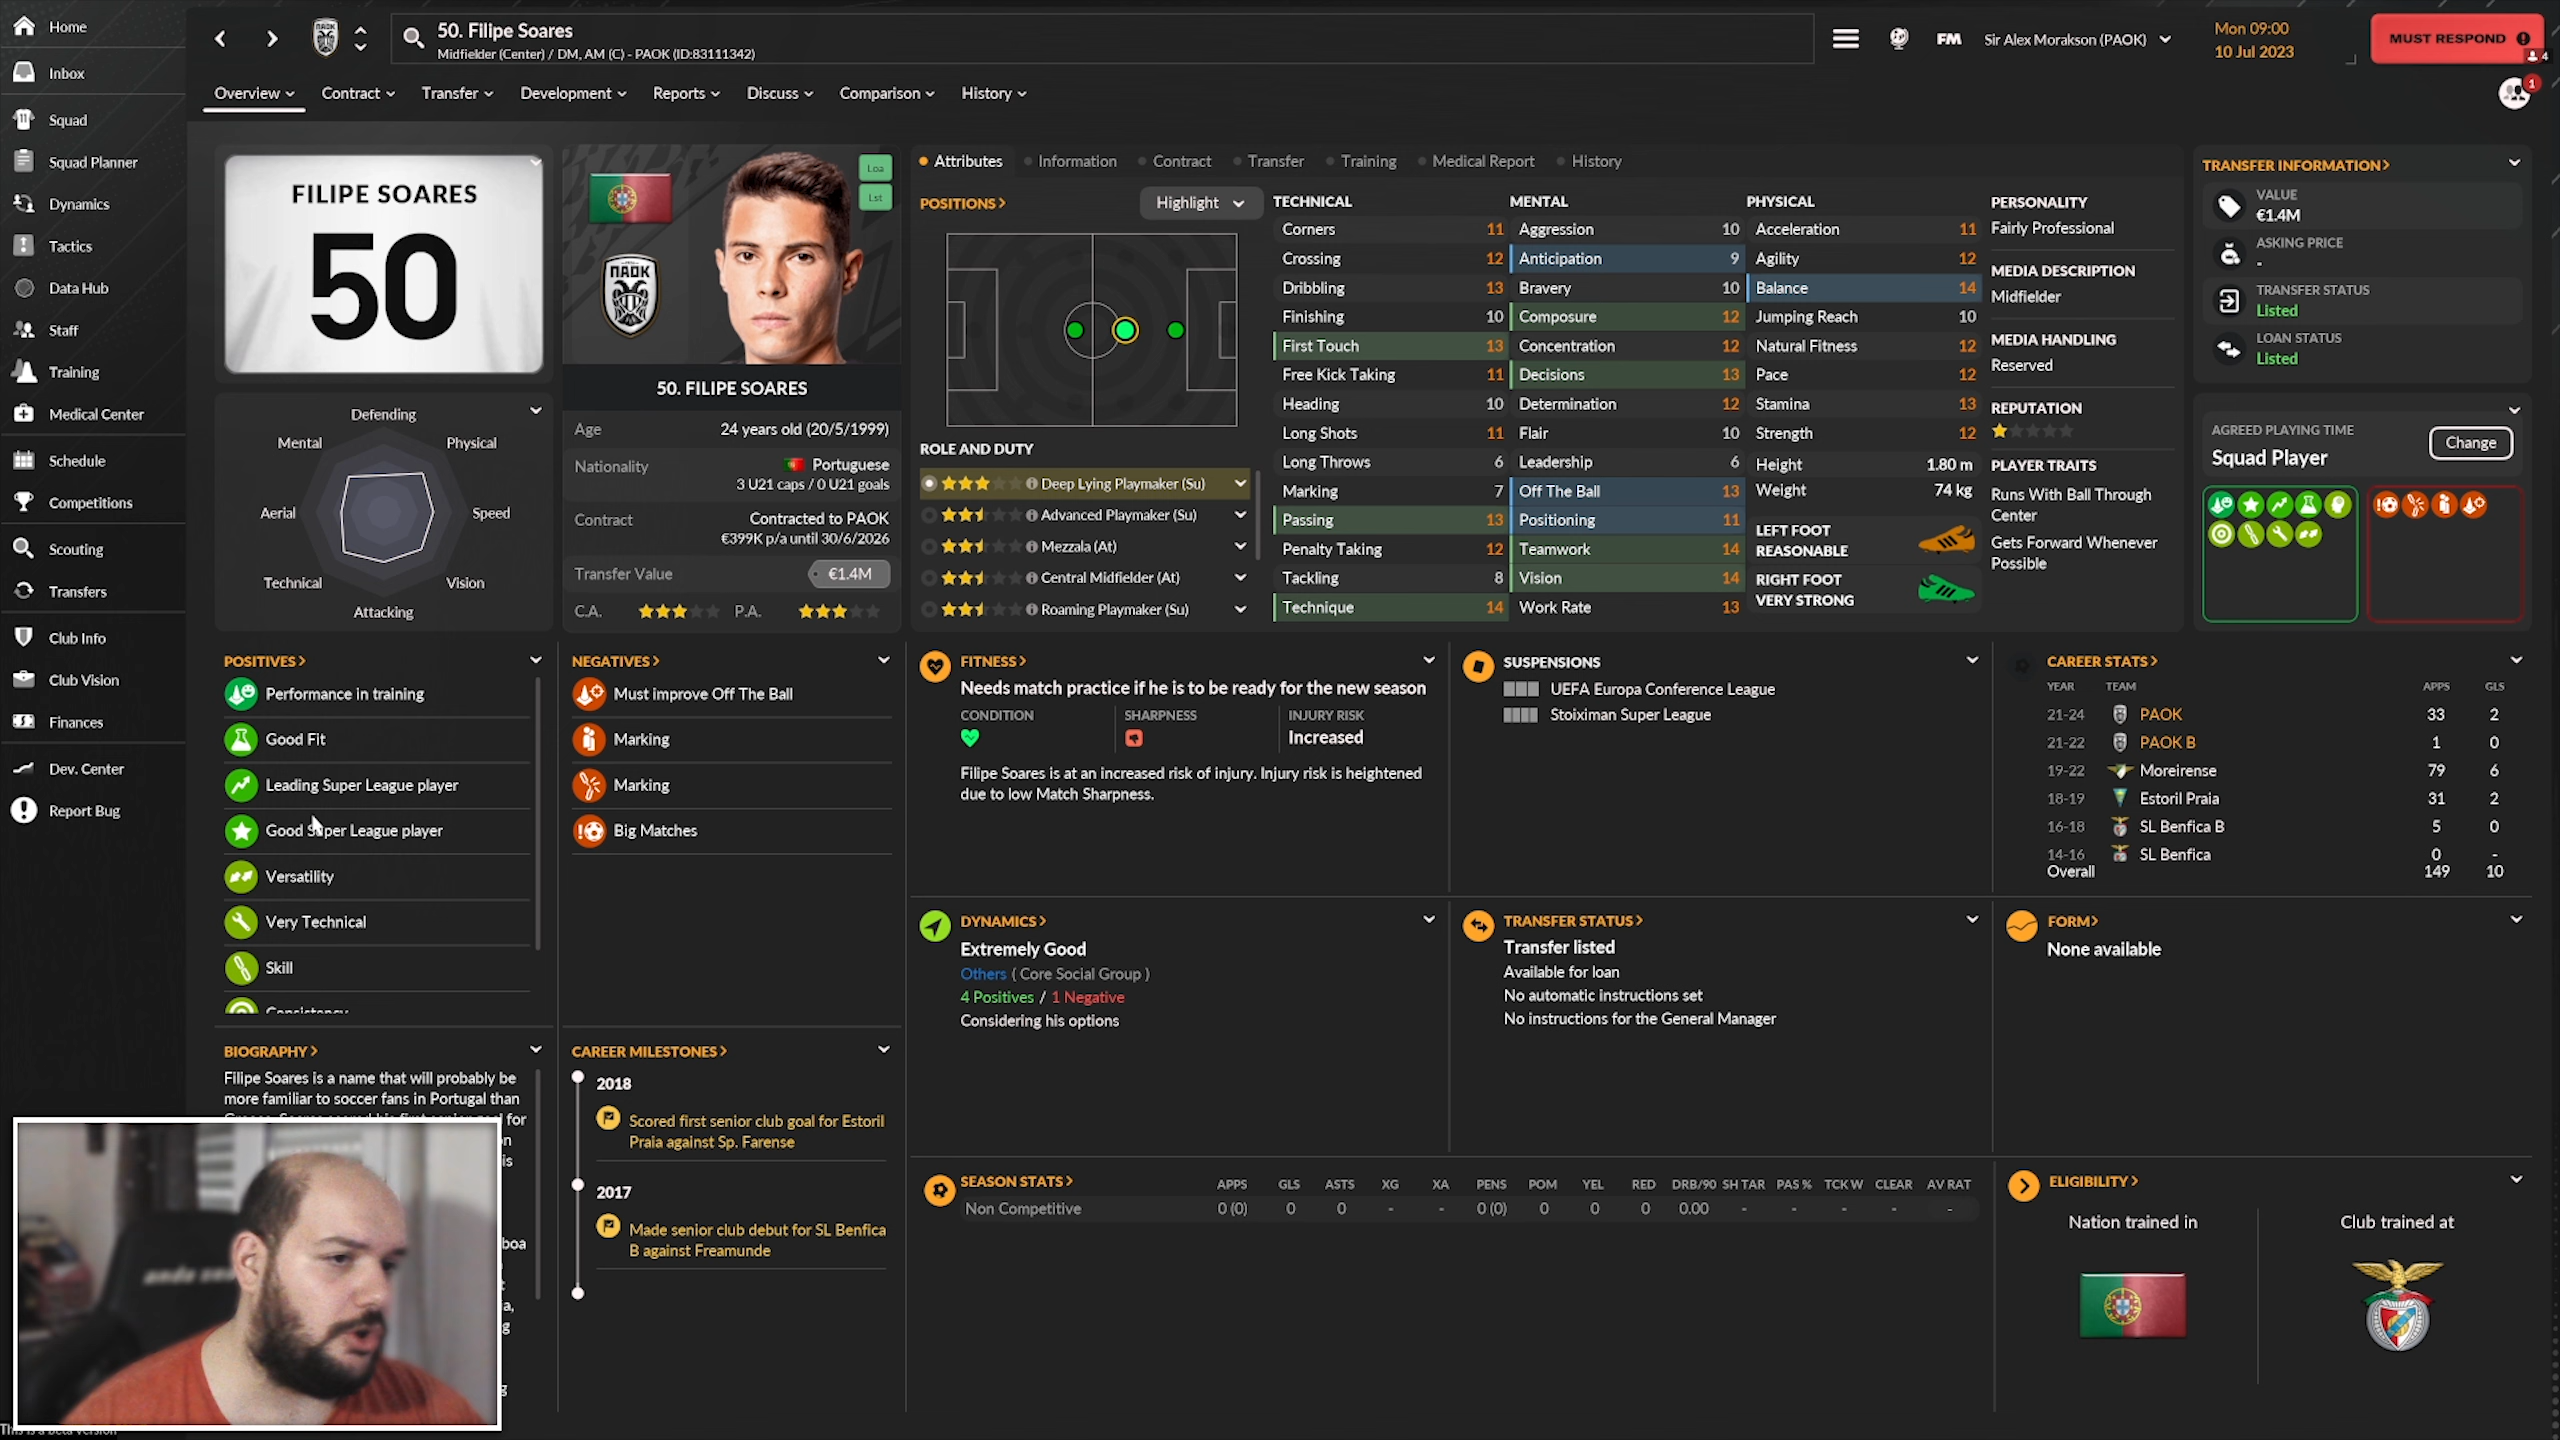 Home
Inbox
Squad
Squad Planner
Dynamics
Tactics
Data Hub
Staff
Training
Medical Center
Schedule
Competitions
Scouting
Transfers
Club Info
Club Vision
Finances
Dev. Center
Report Bug
50. Filipe Soares
Midfielder (Center) / DM, AM (C) - PAOK (ID:83111342)
FM
Sir Alex Morakson (PAOK)
Mon 09:00
10 Jul 2023
MUST RESPOND
4
1
Overview
Contract
Transfer
Development
Reports
Discuss
Comparison
History
FILIPE SOARES
50
Defending
Mental
Physical
Aerial
Speed
Technical
Vision
Attacking
Loa
Lst
ΠΑΟΚ
50. FILIPE SOARES
Age 24 years old (20/5/1999)
Nationality Portuguese
3 U21 caps / 0 U21 goals
Contract Contracted to PAOK
€399K p/a until 30/6/2026
Transfer Value €1.4M
C.A. P.A.
Attributes Information Contract Transfer Training Medical Report History
POSITIONS>
Highlight
ROLE AND DUTY
Deep Lying Playmaker (Su)
Advanced Playmaker (Su)
Mezzala (At)
Central Midfielder (At)
Roaming Playmaker (Su)
TECHNICAL
Corners 11
Crossing 12
Dribbling 13
Finishing 10
First Touch 13
Free Kick Taking 11
Heading 10
Long Shots 11
Long Throws 6
Marking 7
Passing 13
Penalty Taking 12
Tackling 8
Technique 14
MENTAL
Aggression 10
Anticipation 9
Bravery 10
Composure 12
Concentration 12
Decisions 13
Determination 12
Flair 10
Leadership 6
Off The Ball 13
Positioning 11
Teamwork 14
Vision 14
Work Rate 13
PHYSICAL
Acceleration 11
Agility 12
Balance 14
Jumping Reach 10
Natural Fitness 12
Pace 12
Stamina 13
Strength 12
Height 1.80 m
Weight 74 kg
LEFT FOOT
REASONABLE
RIGHT FOOT
VERY STRONG
PERSONALITY
Fairly Professional
MEDIA DESCRIPTION
Midfielder
MEDIA HANDLING
Reserved
REPUTATION
PLAYER TRAITS
Runs With Ball Through
Center
Gets Forward Whenever
Possible
TRANSFER INFORMATION>
VALUE
€1.4M
ASKING PRICE
-
TRANSFER STATUS
Listed
LOAN STATUS
Listed
AGREED PLAYING TIME
Squad Player
Change
POSITIVES>
Performance in training
Good Fit
Leading Super League player
Good Super League player
Versatility
Very Technical
Skill
Consistency
NEGATIVES>
Must improve Off The Ball
Marking
Marking
Big Matches
FITNESS>
Needs match practice if he is to be ready for the new season
CONDITION
SHARPNESS
INJURY RISK
Increased
Filipe Soares is at an increased risk of injury. Injury risk is heightened
due to low Match Sharpness.
SUSPENSIONS
UEFA Europa Conference League
Stoiximan Super League
CAREER STATS>
YEAR TEAM APPS GLS
21-24 PAOK 33 2
21-22 PAOK B 1 0
19-22 Moreirense 79 6
18-19 Estoril Praia 31 2
16-18 SL Benfica B 5 0
14-16 SL Benfica 0 -
Overall 149 10
DYNAMICS>
Extremely Good
Others ( Core Social Group )
4 Positives / 1 Negative
Considering his options
TRANSFER STATUS>
Transfer listed
Available for loan
No automatic instructions set
No instructions for the General Manager
FORM>
None available
BIOGRAPHY>
Filipe Soares is a name that will probably be
more familiar to soccer fans in Portugal than
for
CAREER MILESTONES>
2018
Scored first senior club goal for Estoril
Praia against Sp. Farense
2017
Made senior club debut for SL Benfica
B against Freamunde
SEASON STATS>
APPS GLS ASTS XG XA PENS POM YEL RED DRB/90 SH TAR PAS % TCK W CLEAR AV RAT
Non Competitive 0 (0) 0 0 - - 0 (0) 0 0 0 0.00 - - - - -
ELIGIBILITY>
Nation trained in
Club trained at